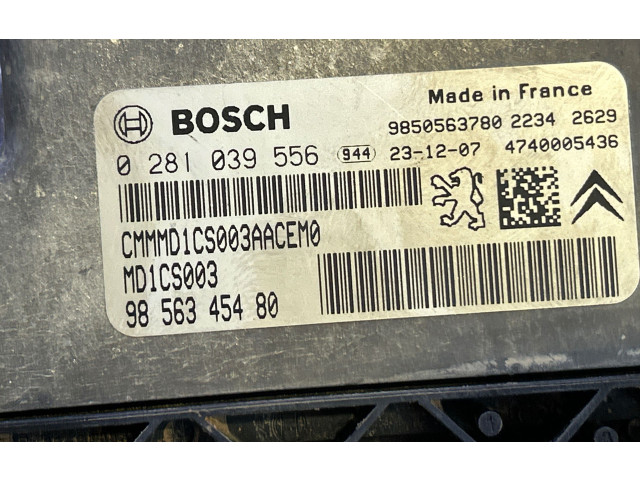 BOSCH
Made in France
9850563780 2234 2629
0 281 039 556 944 23-12-07 4740005436
CMMMD1CS003AACEM0
MD1CS003
98 563 454 80